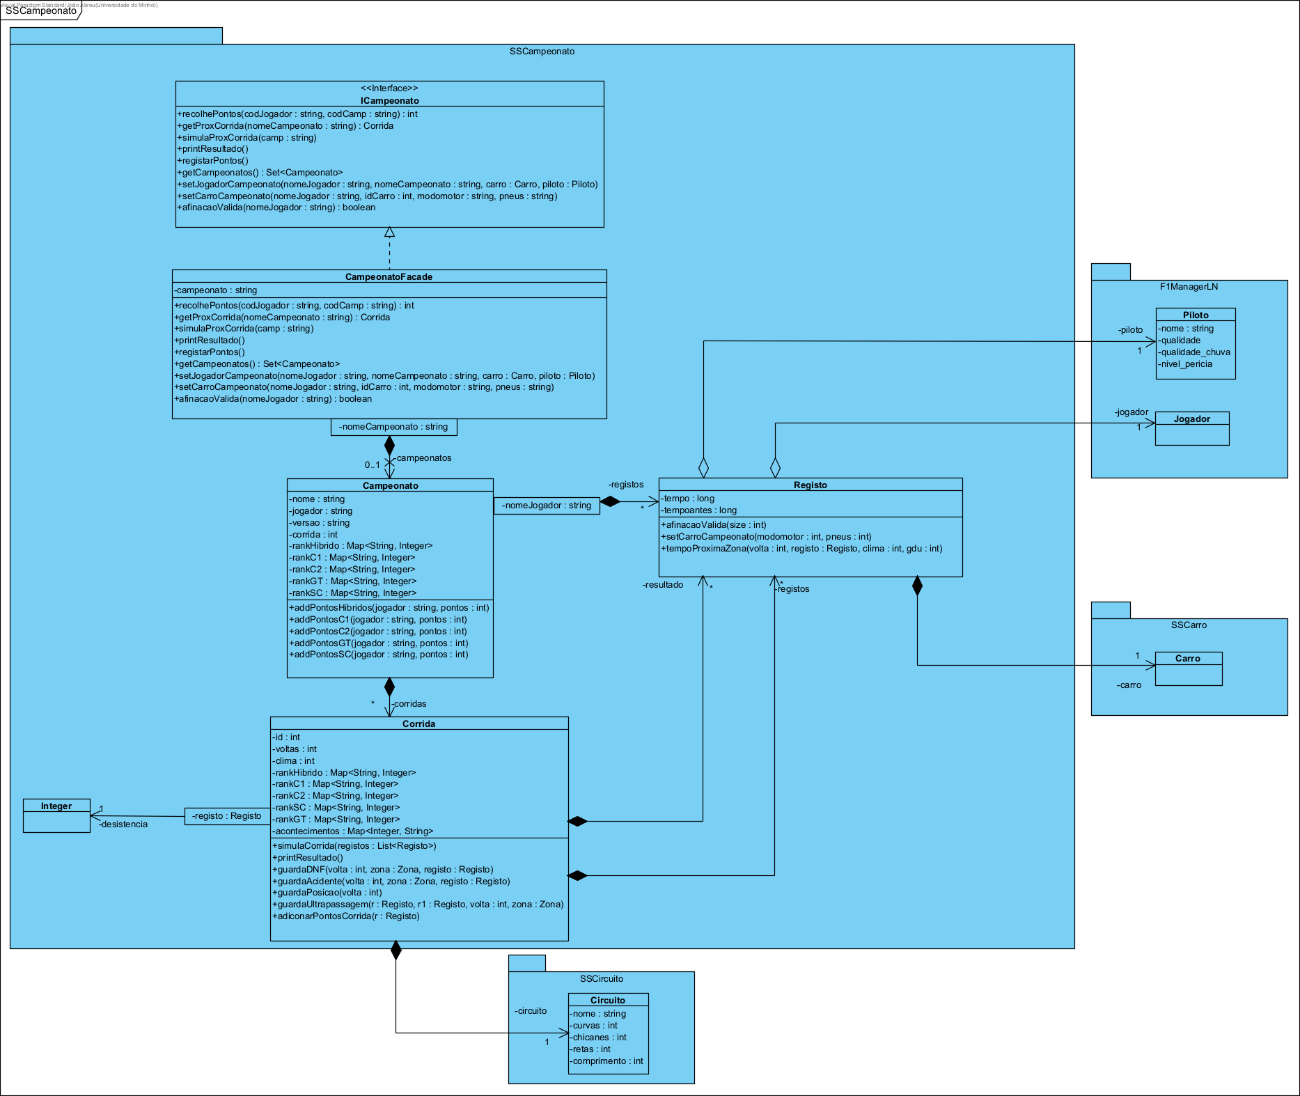 Visual Paradigm Standard(João Abreu(Universidade do Minho))
SSCampeonato
SSCampeonato
<<Interface>>
ICampeonato
+recolhePontos(codJogador : string, codCamp : string) : int
+getProxCorrida(nomeCampeonato : string) : Corrida
+simulaProxCorrida(camp : string)
+printResultado()
+registarPontos()
+getCampeonatos() : Set<Campeonato>
+setJogadorCampeonato(nomeJogador : string, nomeCampeonato : string, carro : Carro, piloto : Piloto)
+setCarroCampeonato(nomeJogador : string, idCarro : int, modomotor : string, pneus : string)
+afinacaoValida(nomeJogador : string) : boolean
CampeonatoFacade
-campeonato : string
+recolhePontos(codJogador : string, codCamp : string) : int
+getProxCorrida(nomeCampeonato : string) : Corrida
+simulaProxCorrida(camp : string)
+printResultado()
+registarPontos()
+getCampeonatos() : Set<Campeonato>
+setJogadorCampeonato(nomeJogador : string, nomeCampeonato : string, carro : Carro, piloto : Piloto)
+setCarroCampeonato(nomeJogador : string, idCarro : int, modomotor : string, pneus : string)
+afinacaoValida(nomeJogador : string) : boolean
-nomeCampeonato : string
-campeonatos
0..1
Campeonato
-nome : string
-jogador : string
-versao : string
-corrida : int
-rankHibrido : Map<String, Integer>
-rankC1 : Map<String, Integer>
-rankC2 : Map<String, Integer>
-rankGT : Map<String, Integer>
-rankSC : Map<String, Integer>
+addPontosHibridos(jogador : string, pontos : int)
+addPontosC1(jogador : string, pontos : int)
+addPontosC2(jogador : string, pontos : int)
+addPontosGT(jogador : string, pontos : int)
+addPontosSC(jogador : string, pontos : int)
-nomeJogador : string
-registos
*
Registo
-tempo : long
-tempoantes : long
+afinacaoValida(size : int)
+setCarroCampeonato(modomotor : int, pneus : int)
+tempoProximaZona(volta : int, registo : Registo, clima : int, gdu : int)
-resultado
*
*
-registos
* -corridas
Corrida
-id : int
-voltas : int
-clima : int
-rankHibrido : Map<String, Integer>
-rankC1 : Map<String, Integer>
-rankC2 : Map<String, Integer>
-rankSC : Map<String, Integer>
-rankGT : Map<String, Integer>
-acontecimentos : Map<Integer, String>
+simulaCorrida(registos : List<Registo>)
+printResultado()
+guardaDNF(volta : int, zona : Zona, registo : Registo)
+guardaAcidente(volta : int, zona : Zona, registo : Registo)
+guardaPosicao(volta : int)
+guardaUltrapassagem(r : Registo, r1 : Registo, volta : int, zona : Zona)
+adiconarPontosCorrida(r : Registo)
Integer
1
-desistencia
-registo : Registo
F1ManagerLN
-piloto
1
Piloto
-nome : string
-qualidade
-qualidade_chuva
-nivel_pericia
-jogador
1
Jogador
SSCarro
1
-carro
Carro
SSCircuito
-circuito
1
Circuito
-nome : string
-curvas : int
-chicanes : int
-retas : int
-comprimento : int